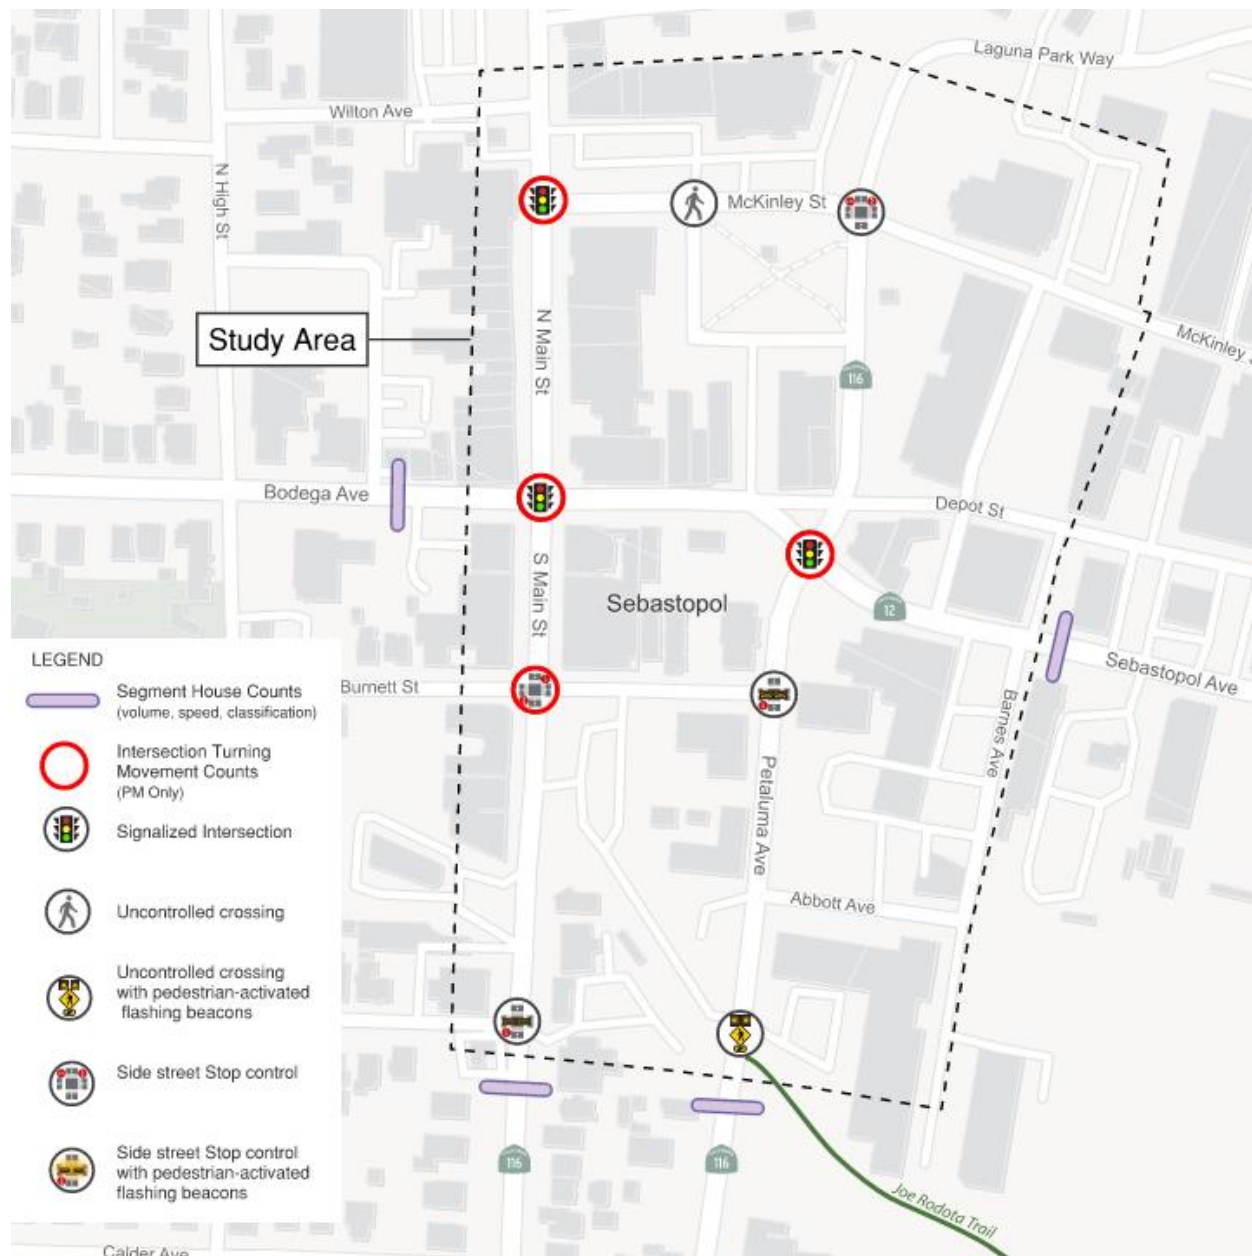 Laguna Park Way
Wilton Ave
N High St
McKinley St
Study Area
N Main St
McKinley S
116
Bodega Ave
Depot St
S Main St
Sebastopol
12
LEGEND
Segment House Counts
(volume, speed, classification)
Burnett St
Sebastopol Ave
Barnes Ave
Intersection Turning
Movement Counts
(PM Only)
Petaluma Ave
Signalized Intersection
Abbott Ave
Uncontrolled crossing
Uncontrolled crossing
with pedestrian-activated
flashing beacons
Side street Stop control
Side street Stop control
with pedestrian-activated
flashing beacons
116
116
Joe Rodota Trail
Calder Ave